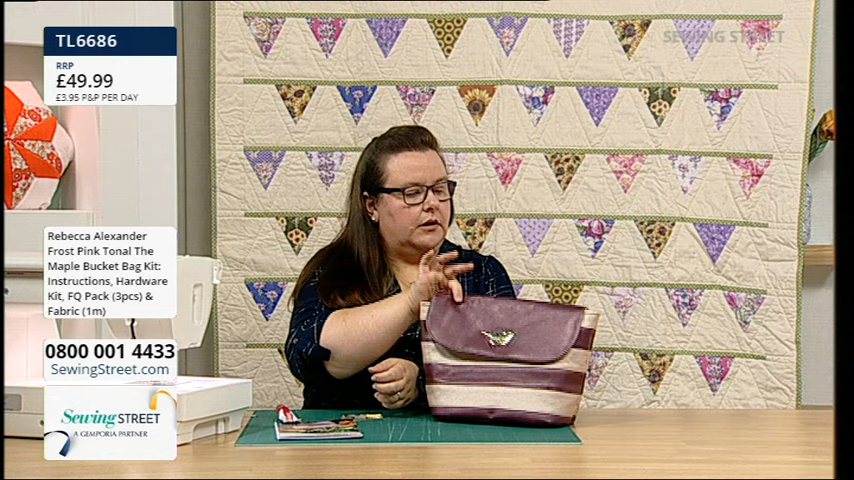 TL6686
RRP
£49.99
£3.95 P&P PER DAY
SEWING STREET
Rebecca Alexander
Frost Pink Tonal The
Maple Bucket Bag Kit:
Instructions, Hardware
Kit, FQ Pack (3pcs) &
Fabric (1m)
0800 001 4433
SewingStreet.com
Sewing STREET
A GEMPORIA PARTNER